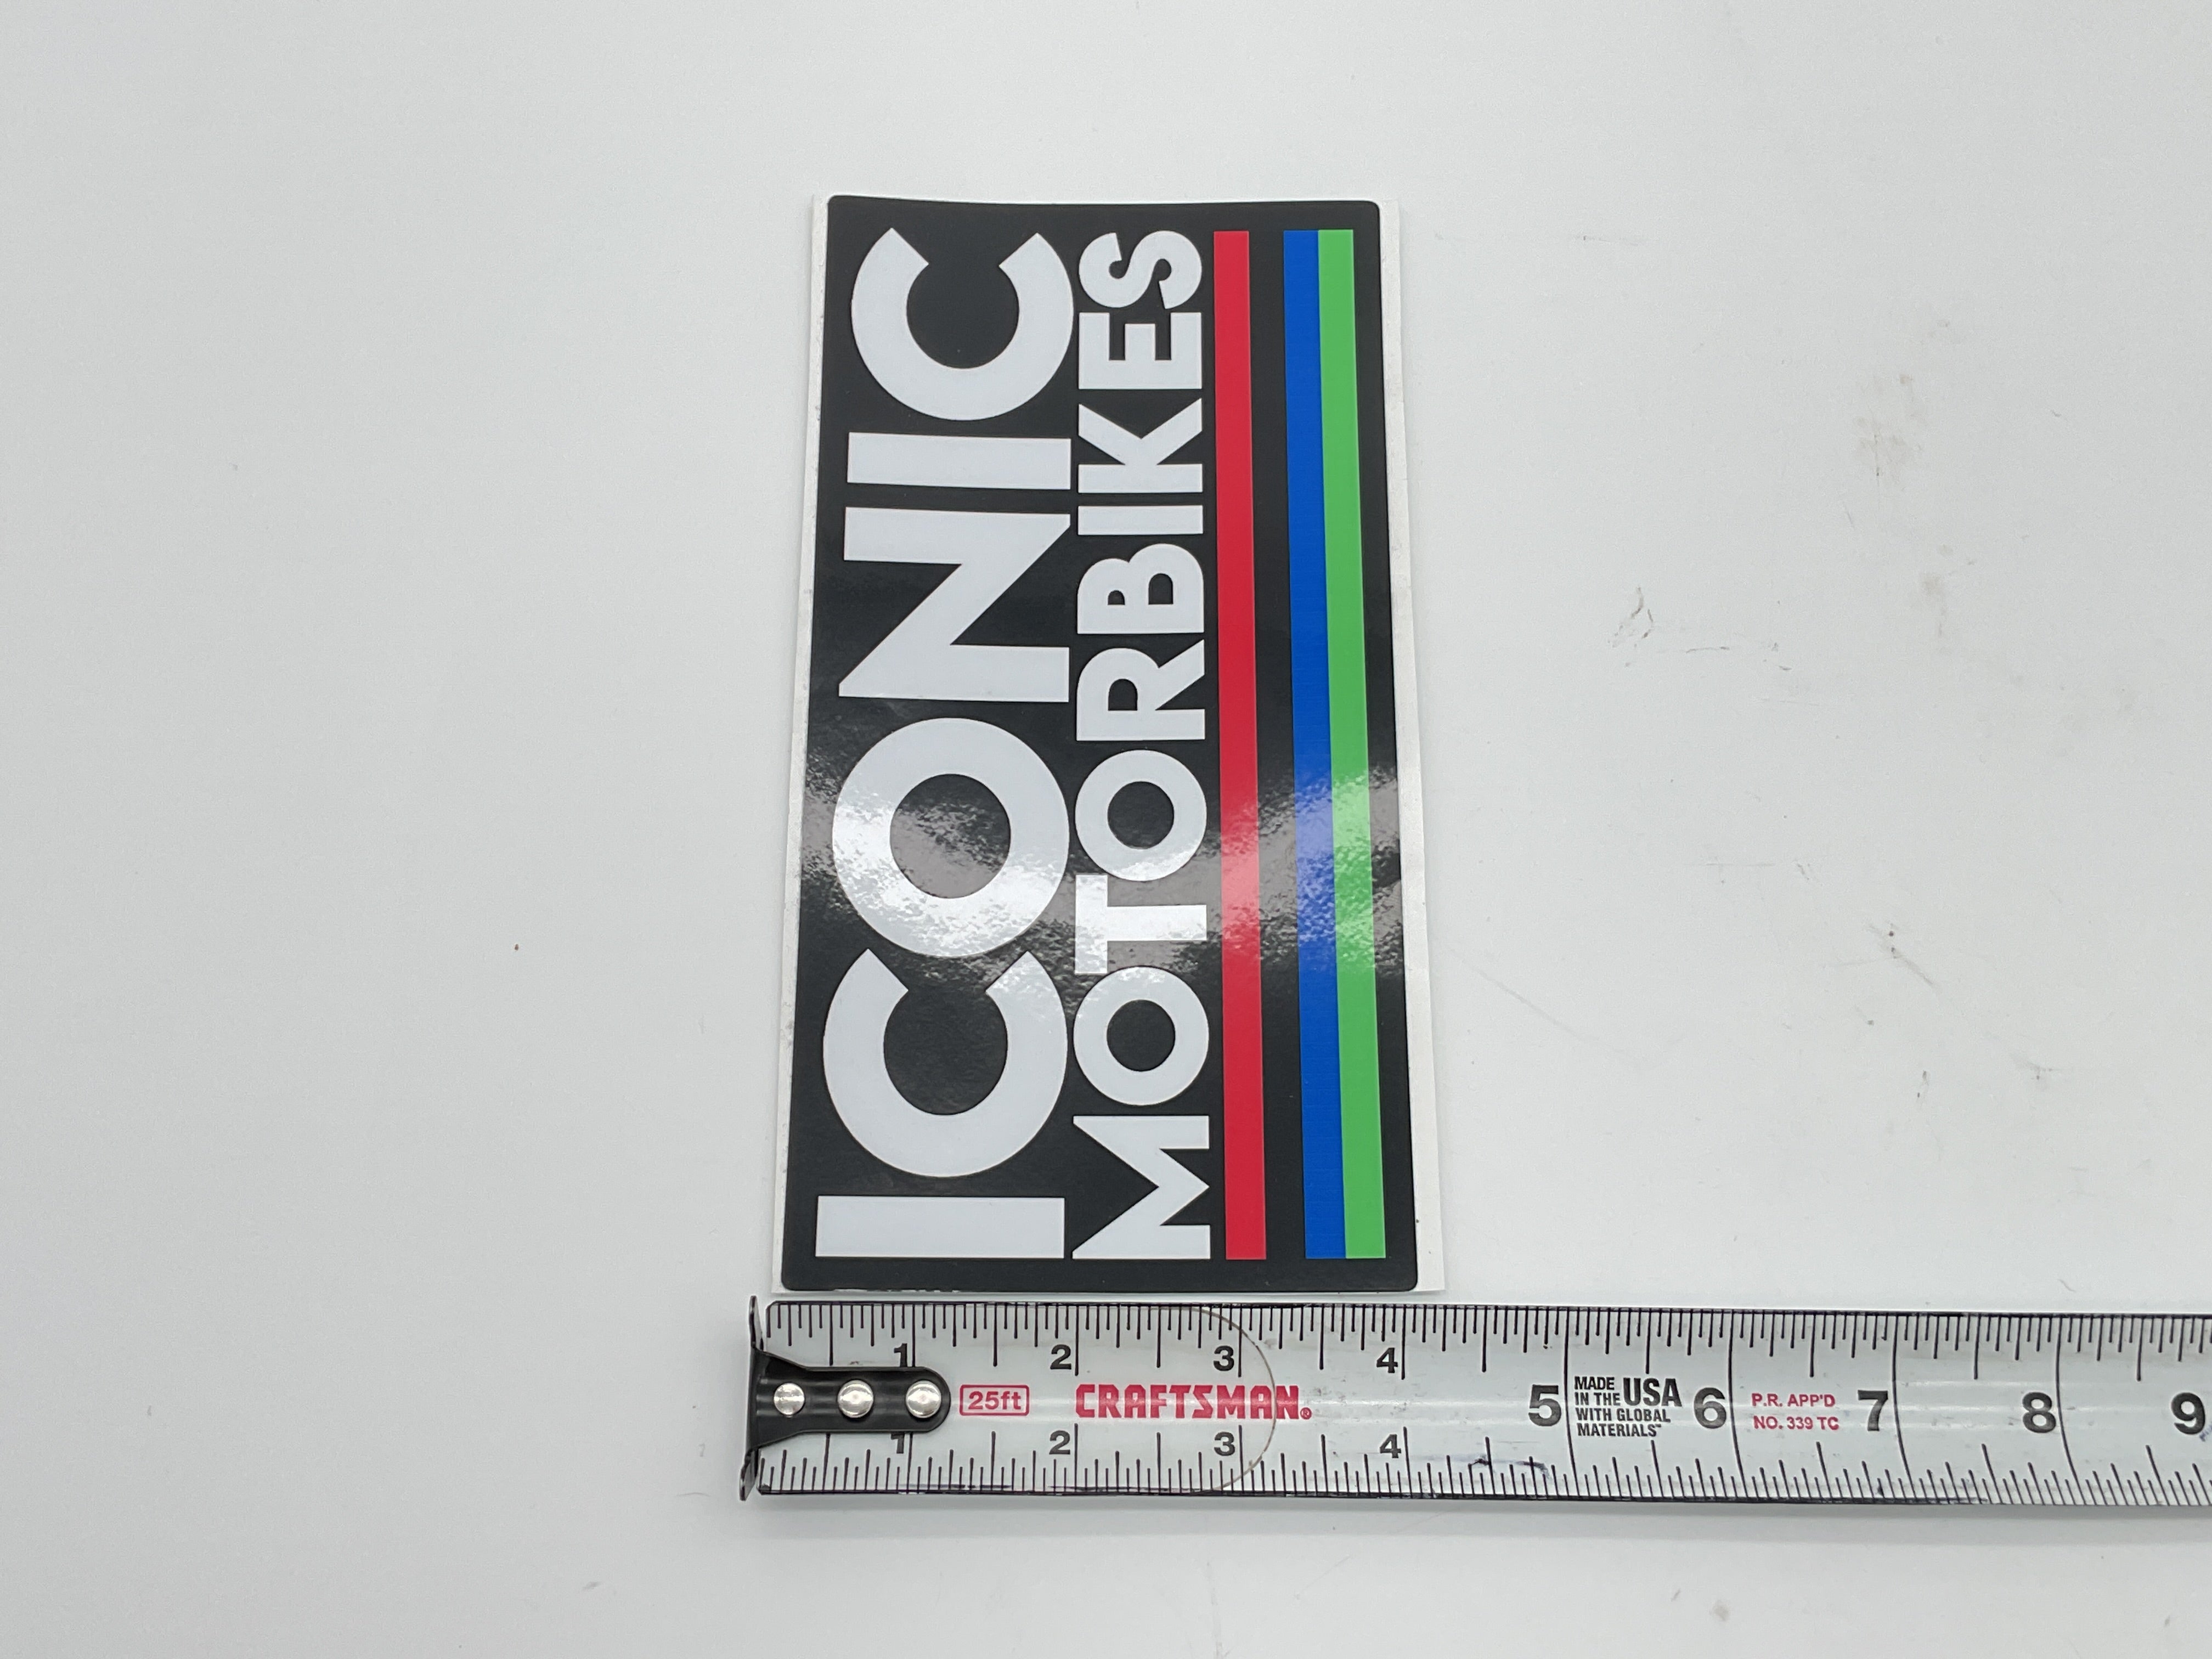 ICONIC
MOTORBIKES
1 2 3 4
25ft CRAFTSMAN® 5 MADE IN THE USA WITH GLOBAL MATERIALS™ 6 P.R. APP'D NO. 339 TC 7 8 9
1 2 3 4